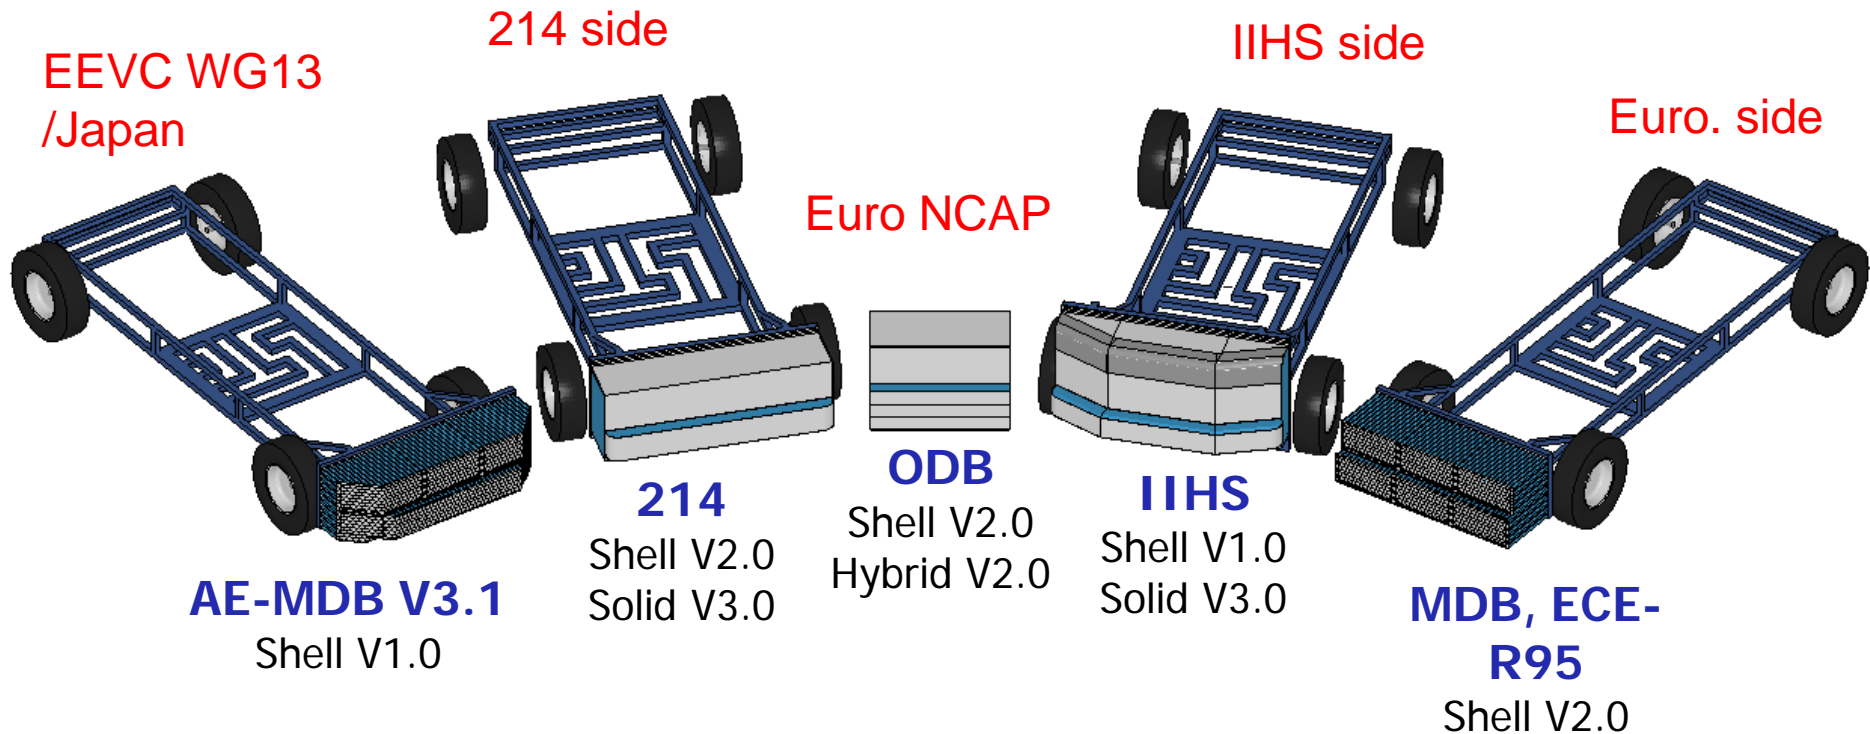 EEVC WG13
/Japan
214 side
Euro NCAP
IIHS side
Euro. side
AE-MDB V3.1
Shell V1.0
214
Shell V2.0
Solid V3.0
ODB
Shell V2.0
Hybrid V2.0
IIHS
Shell V1.0
Solid V3.0
MDB, ECE-
R95
Shell V2.0